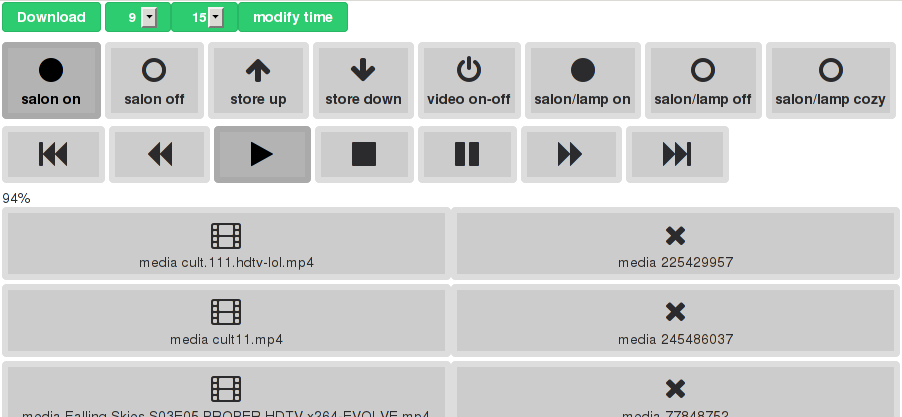 Download 9 15 modify time
salon on salon off store up store down video on-off salon/lamp on salon/lamp off salon/lamp cozy
94%
media cult.111.hdtv-lol.mp4 media 225429957
media cult11.mp4 media 245486037
media Falling Skies S03E05 PROPER HDTV x264-EVOLVE.mp4 media 77848752